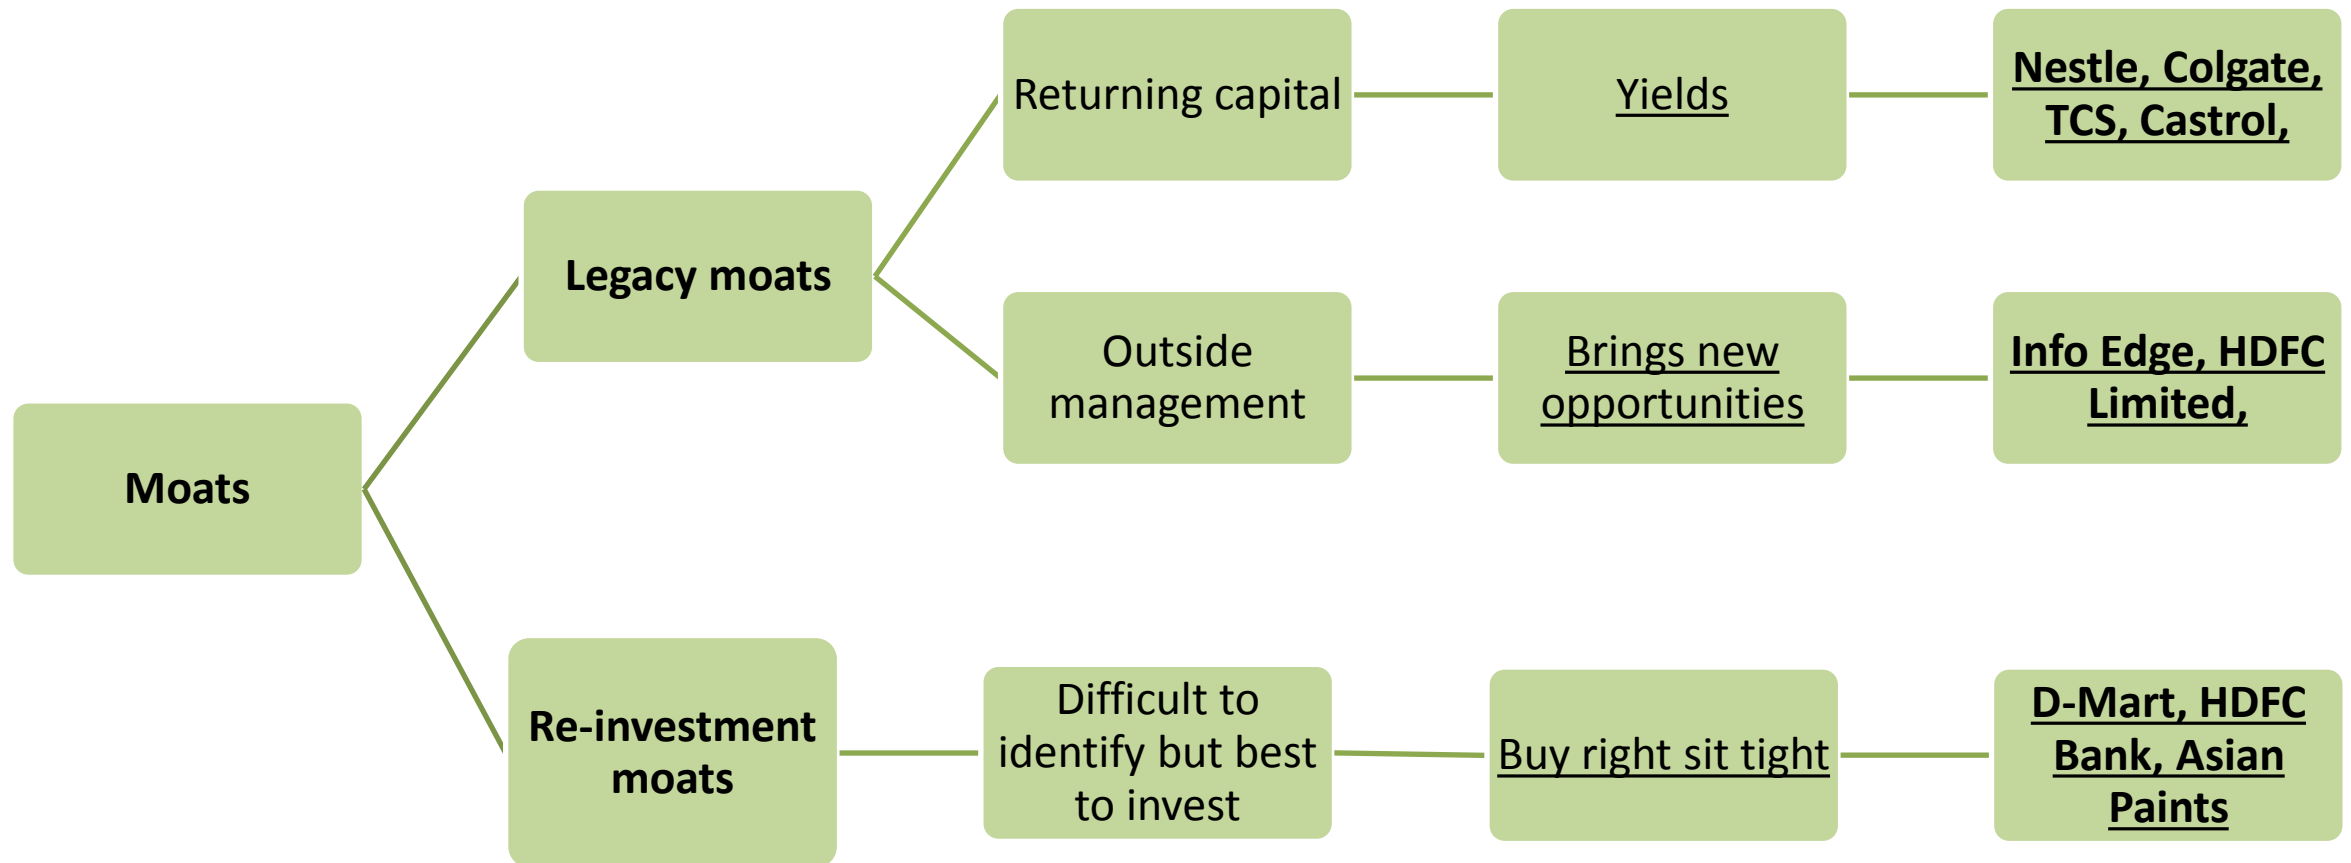 Moats
Legacy moats
Returning capital
Yields
Nestle, Colgate,
TCS, Castrol,
Outside
management
Brings new
opportunities
Info Edge, HDFC
Limited,
Re-investment
moats
Difficult to
identify but best
to invest
Buy right sit tight
D-Mart, HDFC
Bank, Asian
Paints